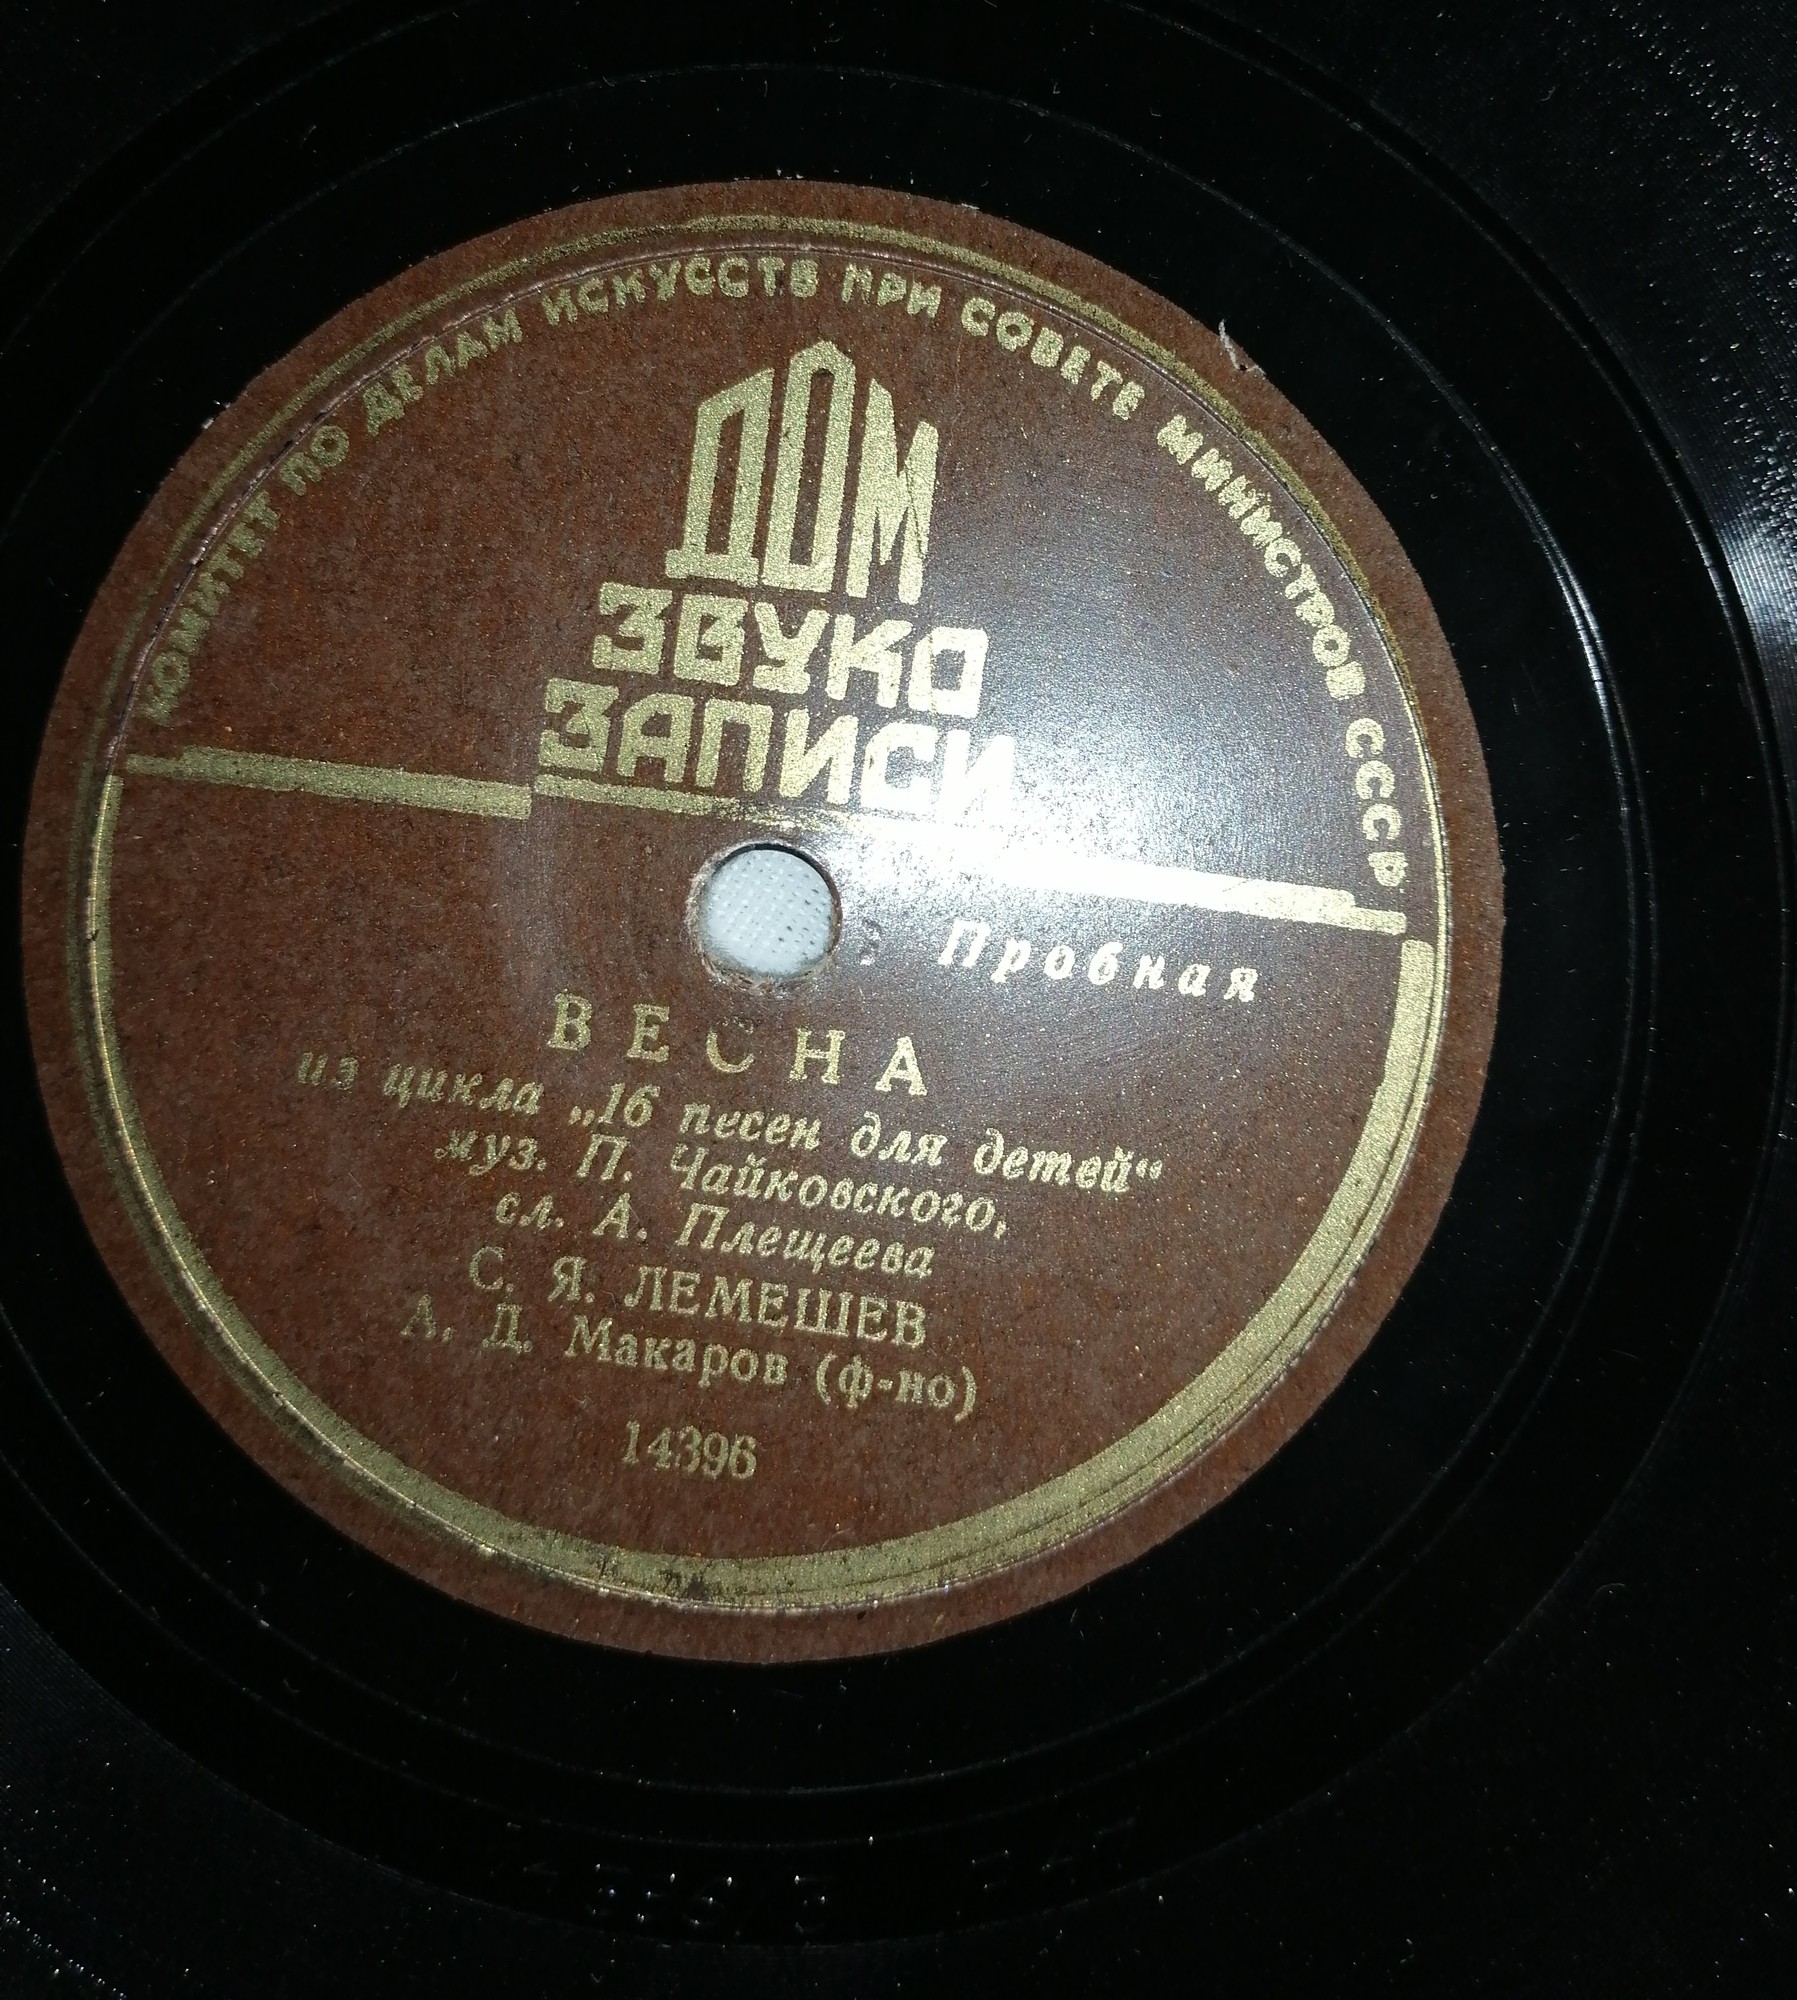 КОМИТЕТ ПО ДЕЛАМ ИСКУССТВ ПРИ СОВЕТЕ МИНИСТРОВ СССР
ДОМ
ЗВУКО
ЗАПИСИ
Пробная
ВЕСНА
из цикла „16 песен для детей“
муз. П. Чайковского,
сл. А. Плещеева
С. Я. ЛЕМЕШЕВ
А. Д. Макаров (ф-но)
14396